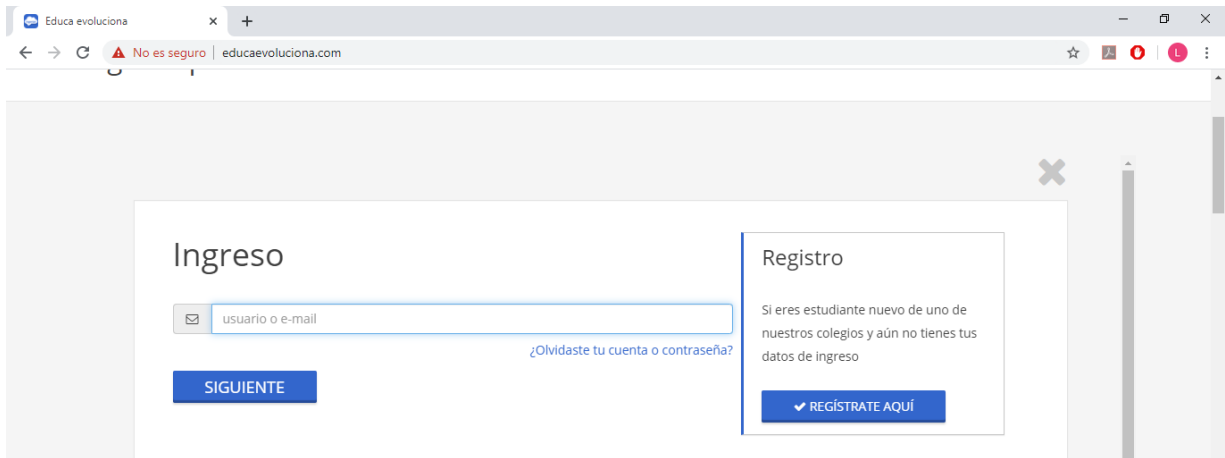 Educa evoluciona
No es seguro | educaevoluciona.com
L
Ingreso
usuario o e-mail
¿Olvidaste tu cuenta o contraseña?
SIGUIENTE
Registro
Si eres estudiante nuevo de uno de
nuestros colegios y aún no tienes tus
datos de ingreso
REGÍSTRATE AQUÍ